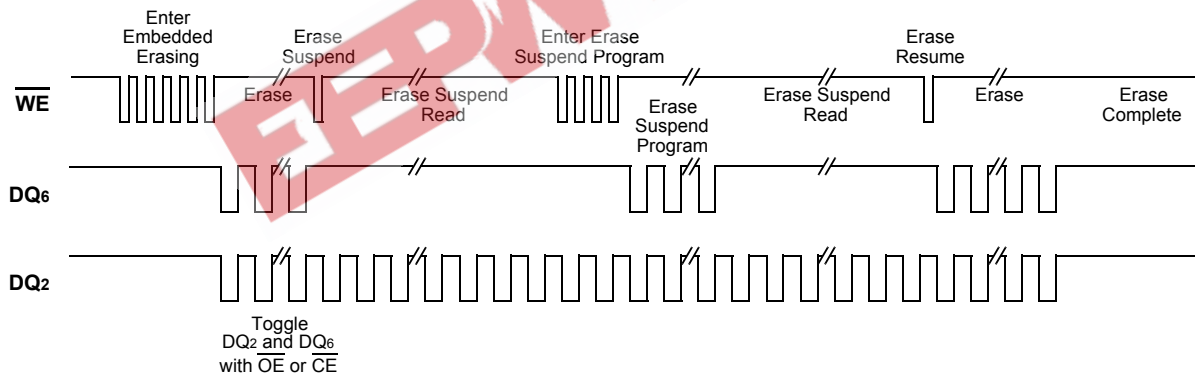 Enter
Embedded
Erasing
Erase
Suspend
Enter Erase
Suspend Program
Erase
Resume
WE
Erase
Erase Suspend
Read
Erase
Suspend
Program
Erase Suspend
Read
Erase
Erase
Complete
DQ6
DQ2
Toggle
DQ2 and DQ6
with OE or CE
EEPW